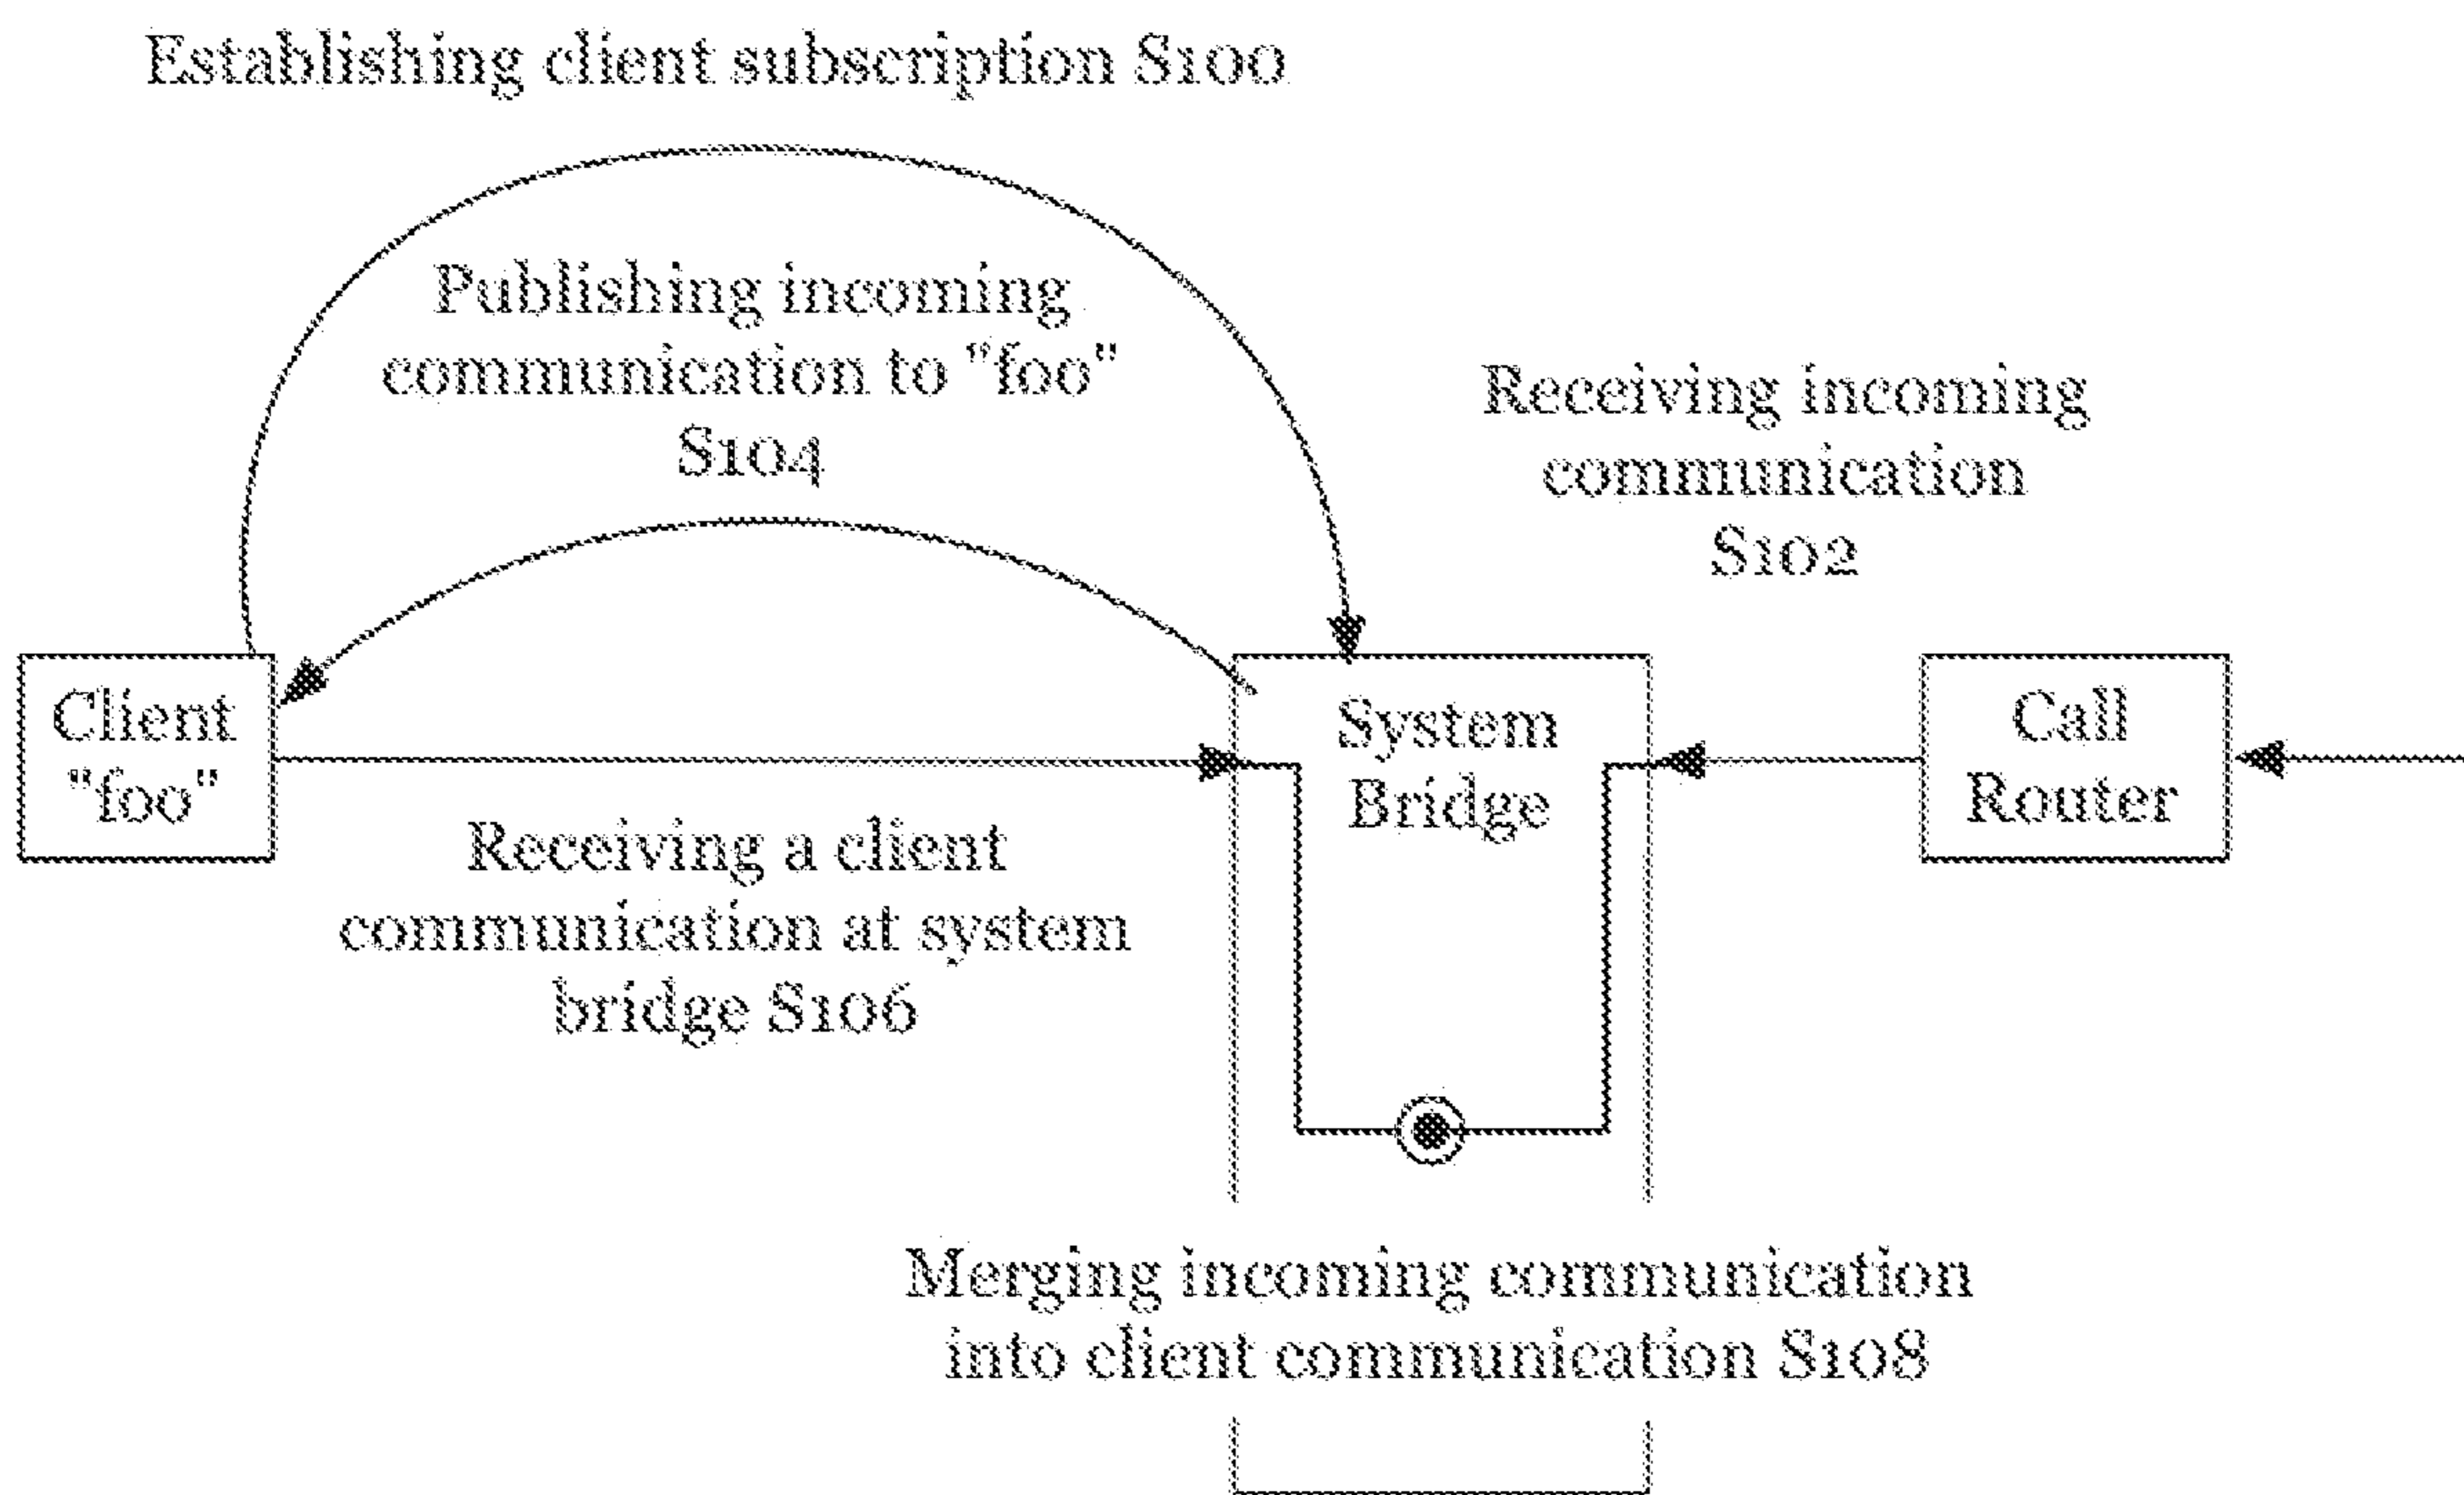 Establishing client subscription S100
Publishing incoming
communication to "foo"
S104
Receiving incoming
communication
S102
Client
"foo"
System
Bridge
Call
Router
Receiving a client
communication at system
bridge S106
Merging incoming communication
into client communication S108